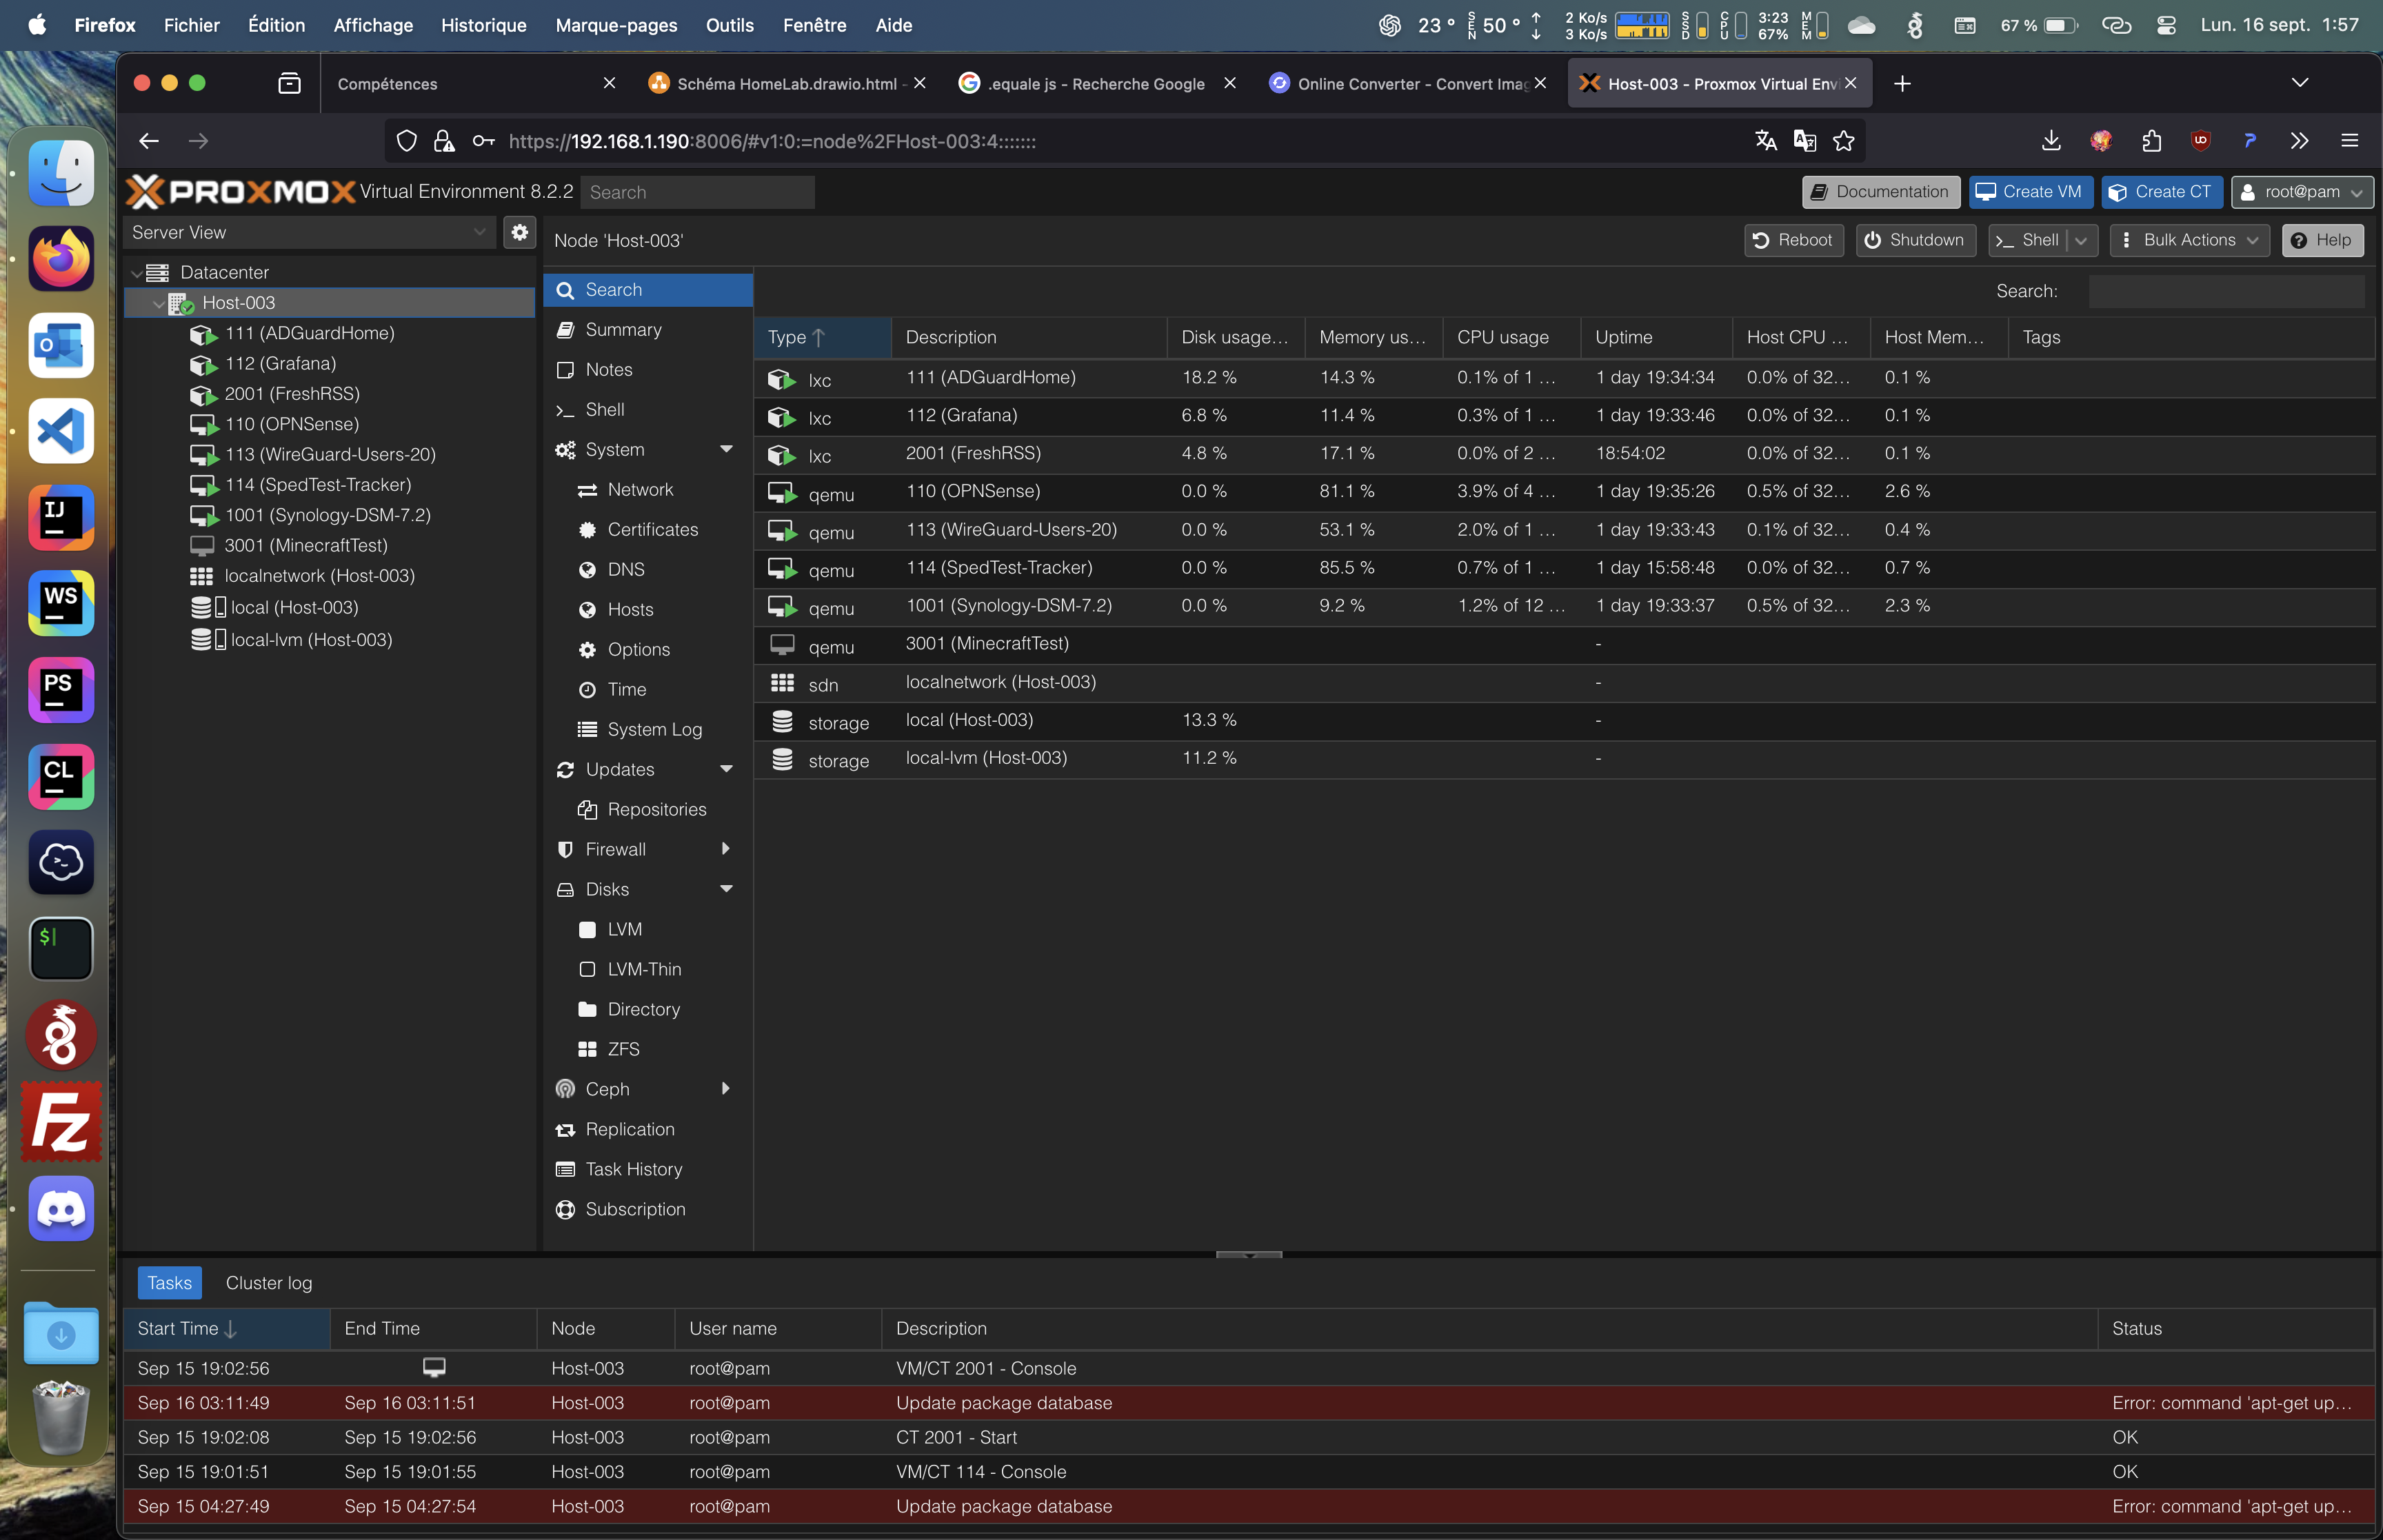 Firefox Fichier Édition Affichage Historique Marque-pages Outils Fenêtre Aide 23 ° SEN 50 ° 2 Ko/s 3 Ko/s SSD CPU 3:23 67% MEM 67 % Lun. 16 sept. 1:57
Compétences Schéma HomeLab.drawio.html - .equale js - Recherche Google Online Converter - Convert Imag Host-003 - Proxmox Virtual Envi
https://192.168.1.190:8006/#v1:0:=node%2FHost-003:4:::::::
PROXMOX Virtual Environment 8.2.2 Search Documentation Create VM Create CT root@pam
Server View
Node 'Host-003' Reboot Shutdown Shell Bulk Actions Help
Datacenter
Host-003
111 (ADGuardHome)
112 (Grafana)
2001 (FreshRSS)
110 (OPNSense)
113 (WireGuard-Users-20)
114 (SpedTest-Tracker)
1001 (Synology-DSM-7.2)
3001 (MinecraftTest)
localnetwork (Host-003)
local (Host-003)
local-lvm (Host-003)
Search
Summary
Notes
Shell
System
Network
Certificates
DNS
Hosts
Options
Time
System Log
Updates
Repositories
Firewall
Disks
LVM
LVM-Thin
Directory
ZFS
Ceph
Replication
Task History
Subscription
Search:
Type Description Disk usage... Memory us... CPU usage Uptime Host CPU ... Host Mem... Tags
lxc 111 (ADGuardHome) 18.2 % 14.3 % 0.1% of 1 ... 1 day 19:34:34 0.0% of 32... 0.1 %
lxc 112 (Grafana) 6.8 % 11.4 % 0.3% of 1 ... 1 day 19:33:46 0.0% of 32... 0.1 %
lxc 2001 (FreshRSS) 4.8 % 17.1 % 0.0% of 2 ... 18:54:02 0.0% of 32... 0.1 %
qemu 110 (OPNSense) 0.0 % 81.1 % 3.9% of 4 ... 1 day 19:35:26 0.5% of 32... 2.6 %
qemu 113 (WireGuard-Users-20) 0.0 % 53.1 % 2.0% of 1 ... 1 day 19:33:43 0.1% of 32... 0.4 %
qemu 114 (SpedTest-Tracker) 0.0 % 85.5 % 0.7% of 1 ... 1 day 15:58:48 0.0% of 32... 0.7 %
qemu 1001 (Synology-DSM-7.2) 0.0 % 9.2 % 1.2% of 12 ... 1 day 19:33:37 0.5% of 32... 2.3 %
qemu 3001 (MinecraftTest) -
sdn localnetwork (Host-003) -
storage local (Host-003) 13.3 % -
storage local-lvm (Host-003) 11.2 % -
IJ
WS
PS
CL
$
Fz
Tasks Cluster log
Start Time End Time Node User name Description Status
Sep 15 19:02:56 Host-003 root@pam VM/CT 2001 - Console
Sep 16 03:11:49 Sep 16 03:11:51 Host-003 root@pam Update package database Error: command 'apt-get up...
Sep 15 19:02:08 Sep 15 19:02:56 Host-003 root@pam CT 2001 - Start OK
Sep 15 19:01:51 Sep 15 19:01:55 Host-003 root@pam VM/CT 114 - Console OK
Sep 15 04:27:49 Sep 15 04:27:54 Host-003 root@pam Update package database Error: command 'apt-get up...